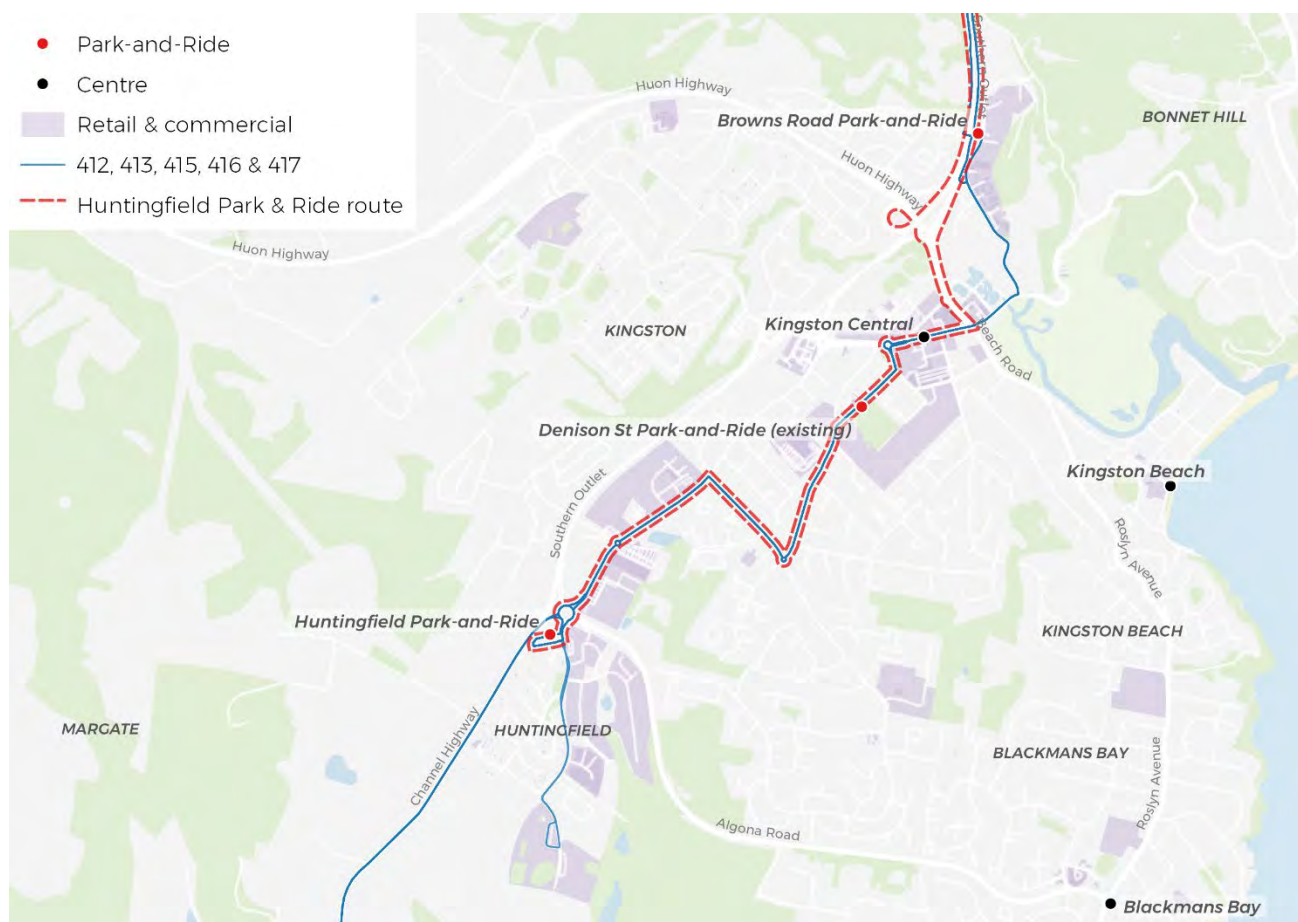 Park-and-Ride
Centre
Retail & commercial
412, 413, 415, 416 & 417
Huntingfield Park & Ride route
Southern Outlet
Huon Highway
Browns Road Park-and-Ride
BONNET HILL
Huon Highway
Huon Highway
KINGSTON
Kingston Central
Beach Road
Denison St Park-and-Ride (existing)
Kingston Beach
Southern Outlet
Roslyn Avenue
Huntingfield Park-and-Ride
KINGSTON BEACH
MARGATE
HUNTINGFIELD
Channel Highway
BLACKMANS BAY
Roslyn Avenue
Algona Road
Blackmans Bay